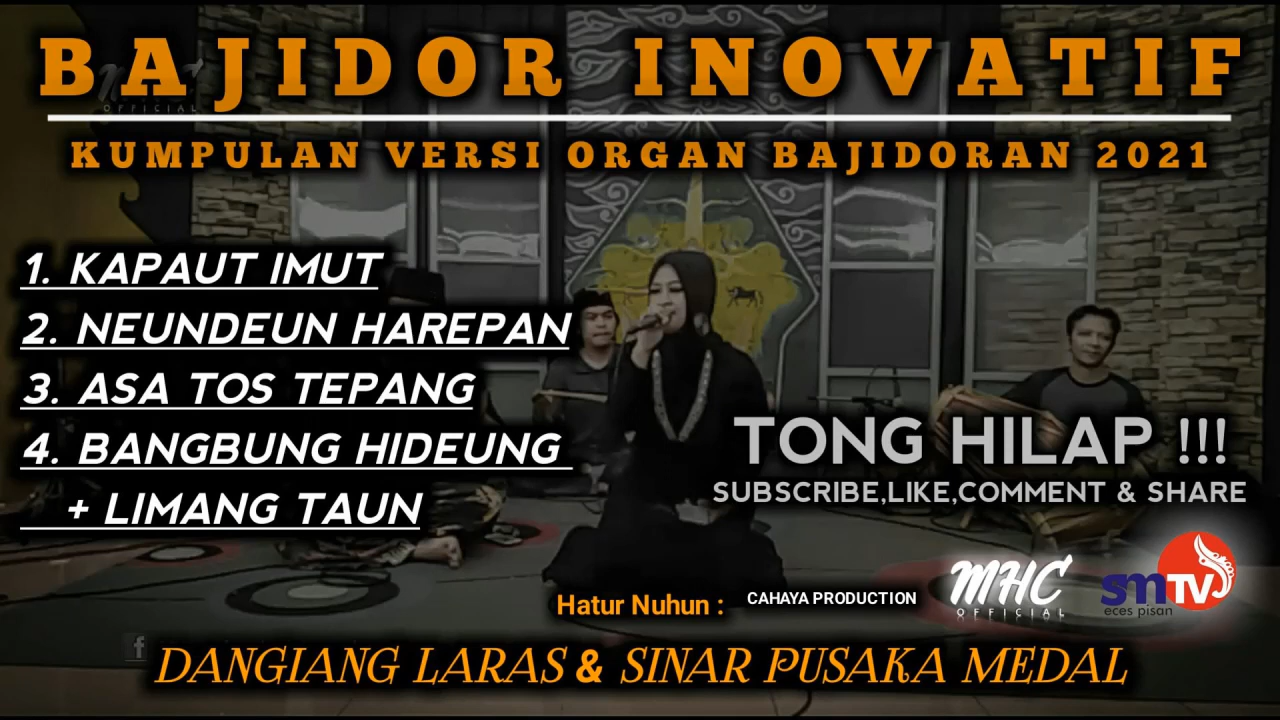 BAJIDOR INOVATIF
OFFICIAL
KUMPULAN VERSI ORGAN BAJIDORAN 2021
1. KAPAUT IMUT
2. NEUNDEUN HAREPAN
3. ASA TOS TEPANG
4. BANGBUNG HIDEUNG
+ LIMANG TAUN
TONG HILAP !!!
SUBSCRIBE,LIKE,COMMENT & SHARE
Hatur Nuhun :
CAHAYA PRODUCTION
MHC
OFFICIAL
smTV
eces pisan
f
DANGIANG LARAS & SINAR PUSAKA MEDAL